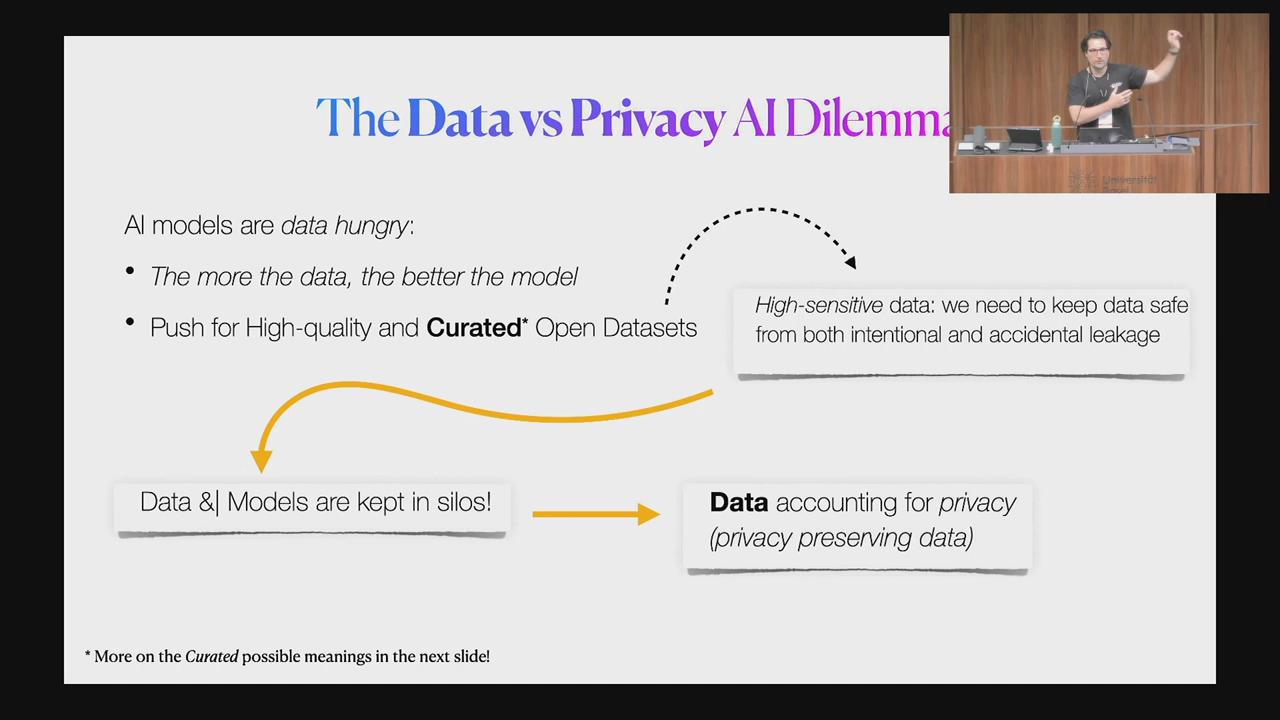 The Data vs Privacy AI Dilemma
AI models are data hungry:
• The more the data, the better the model
• Push for High-quality and Curated* Open Datasets
High-sensitive data: we need to keep data safe
from both intentional and accidental leakage
Data &| Models are kept in silos!
Data accounting for privacy
(privacy preserving data)
* More on the Curated possible meanings in the next slide!
Universität
Basel